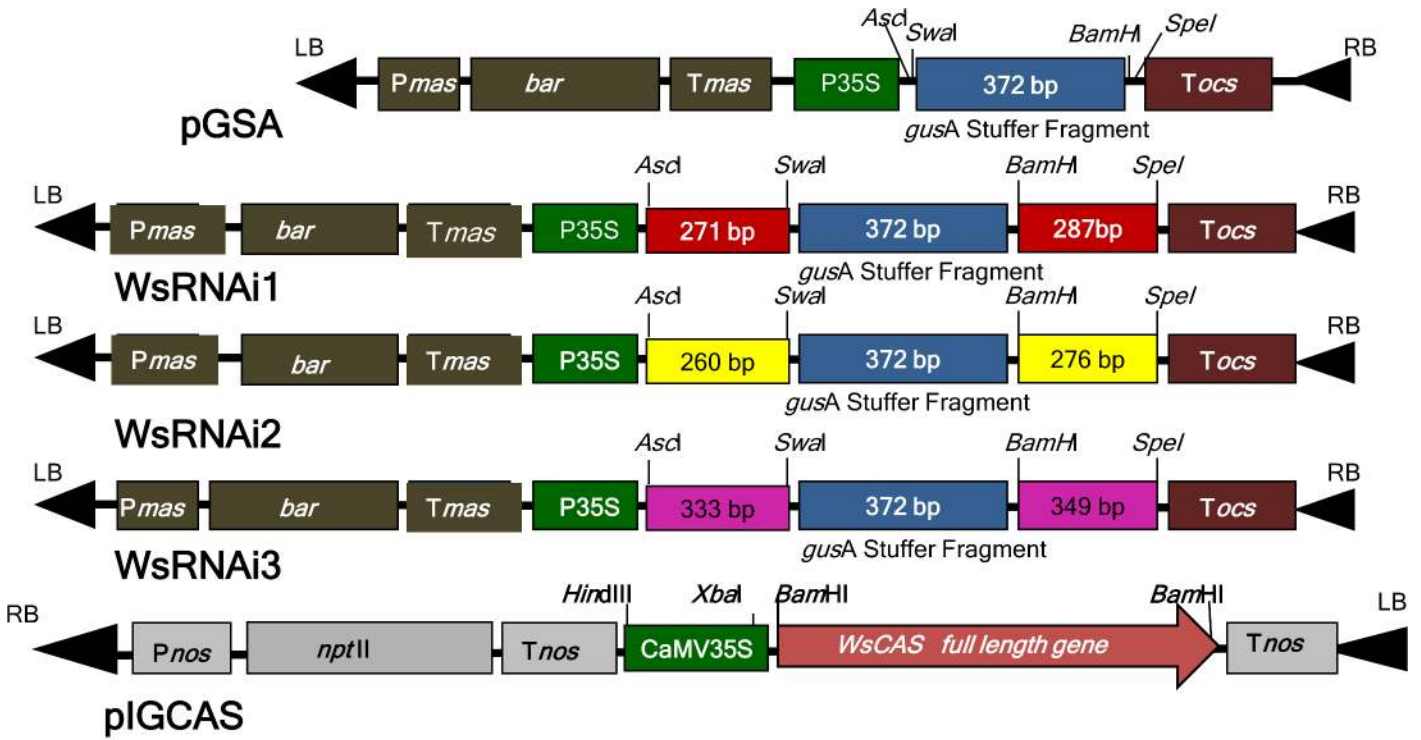 AscI SwaI BamHI SpeI
LB RB
Pmas bar Tmas P35S 372 bp Tocs
pGSA
gusA Stuffer Fragment
AscI SwaI BamHI SpeI
LB RB
Pmas bar Tmas P35S 271 bp 372 bp 287bp Tocs
gusA Stuffer Fragment
WsRNAi1
AscI SwaI BamHI SpeI
LB RB
Pmas bar Tmas P35S 260 bp 372 bp 276 bp Tocs
gusA Stuffer Fragment
WsRNAi2
AscI SwaI BamHI SpeI
LB RB
Pmas bar Tmas P35S 333 bp 372 bp 349 bp Tocs
gusA Stuffer Fragment
WsRNAi3
HindIII XbaI BamHI BamHI
RB LB
Pnos nptII Tnos CaMV35S WsCAS full length gene Tnos
pIGCAS